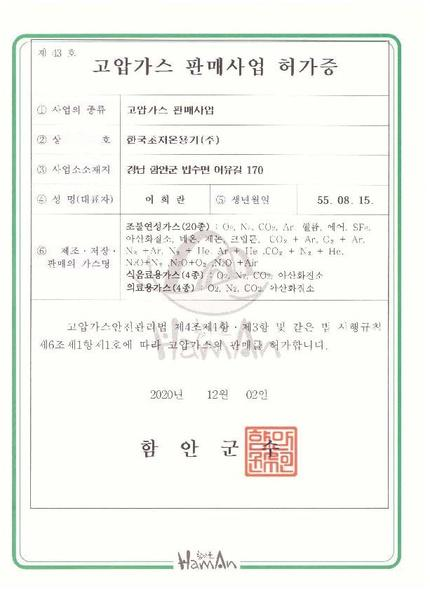 제 43 호
고압가스 판매사업 허가증
① 사업의 종류 고압가스 판매사업
② 상 호 한국초저온용기(주)
③ 사업소소재지 경남 함안군 법수면 어유길 170
④ 성 명(대표자) 이 희 란 ⑤ 생년월일 55. 08. 15.
⑥ 제조·저장·판매의 가스명
조불연성가스(20종) : O₂, N₂, CO₂, Ar, 헬륨, 에어, SF₆,
아산화질소, 네온, 제논, 크립톤, CO₂ + Ar, O₂ + Ar,
N₂ +Ar, N₂ + He, Ar + He, CO₂ + N₂ + He,
N₂O+N₂, N₂O+O₂, N₂O +Air
식음료용가스(4종) : O₂, N₂, CO₂, 아산화질소
의료용가스(4종) : O₂, N₂, CO₂, 아산화질소
고압가스안전관리법 제4조제1항·제3항 및 같은 법 시행규칙
제6조제1항제1호에 따라 고압가스의 판매를 허가합니다.
HamAn
2020년 12월 02일
함 안 군 수
HamAn